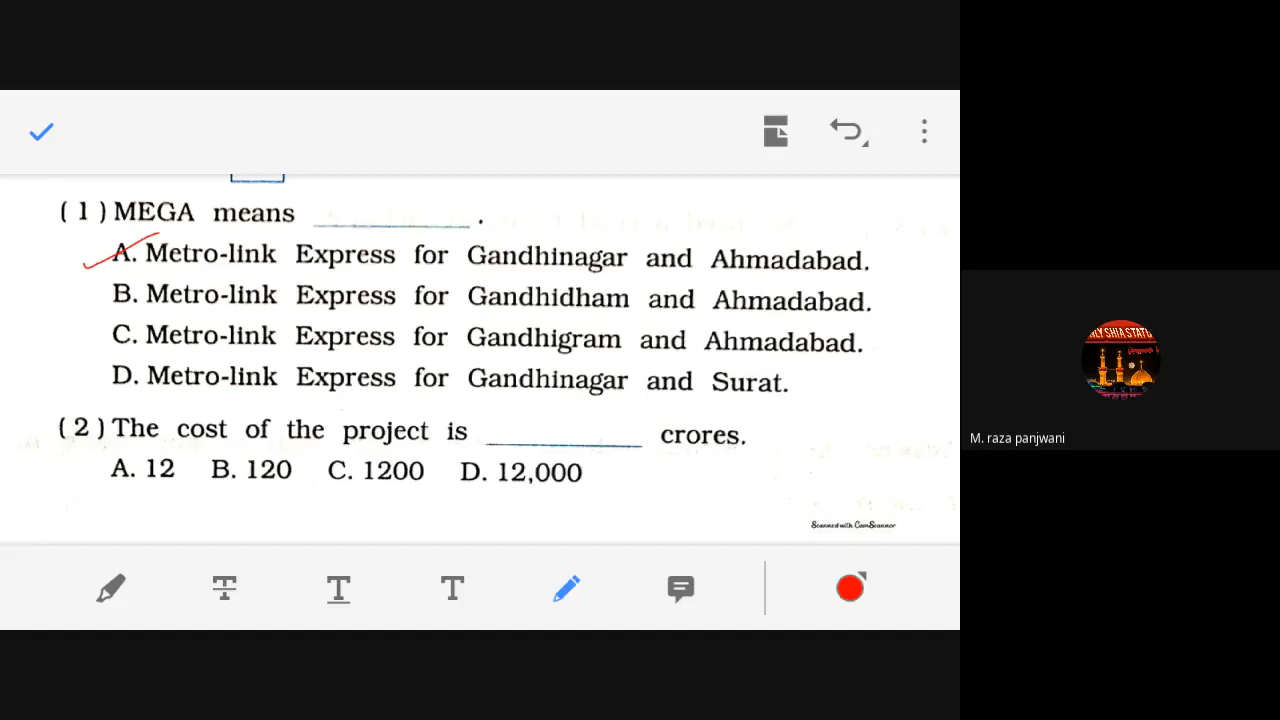 ( 1 ) MEGA means ____________ .
A. Metro-link Express for Gandhinagar and Ahmadabad.
B. Metro-link Express for Gandhidham and Ahmadabad.
C. Metro-link Express for Gandhigram and Ahmadabad.
D. Metro-link Express for Gandhinagar and Surat.
( 2 ) The cost of the project is ____________ crores.
A. 12 B. 120 C. 1200 D. 12,000
Scanned with CamScanner
M. raza panjwani